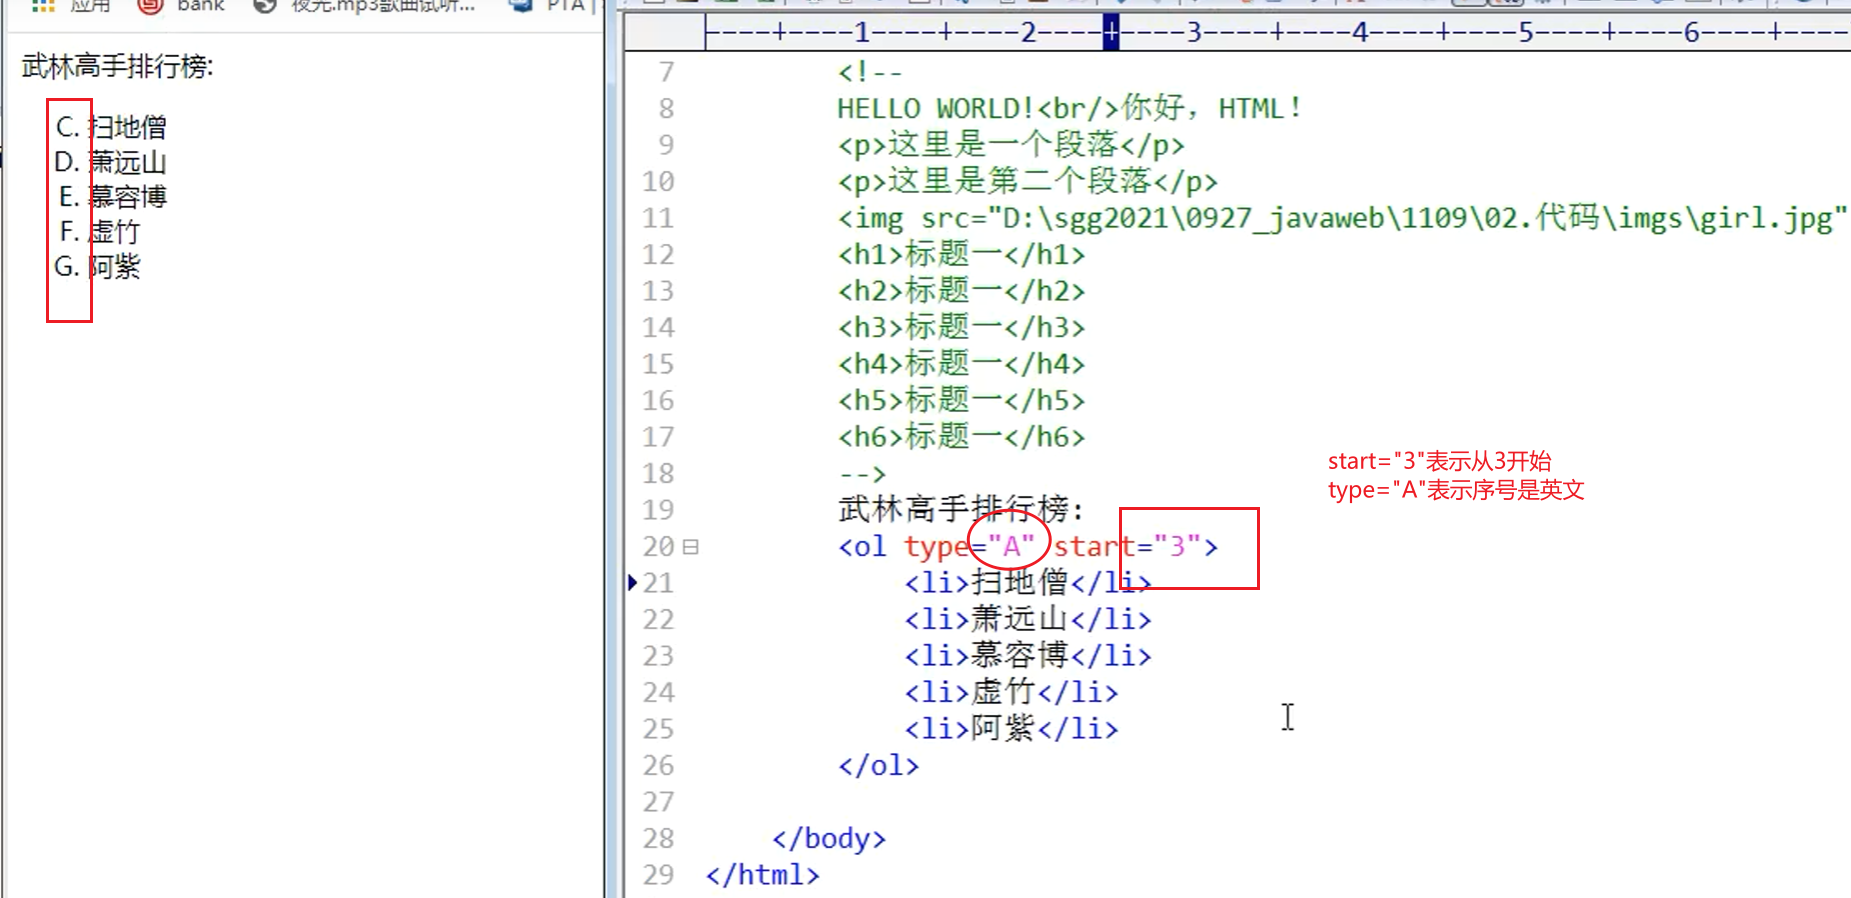 应用 bank 夜光.mp3歌曲试听... PTA |
武林高手排行榜:
C. 扫地僧
D. 萧远山
E. 慕容博
F. 虚竹
G. 阿紫
----+----1----+----2----+----3----+----4----+----5----+----6----+----
7 <!--
8 HELLO WORLD!<br/>你好，HTML！
9 <p>这里是一个段落</p>
10 <p>这里是第二个段落</p>
11 <img src="D:\sgg2021\0927_javaweb\1109\02.代码\imgs\girl.jpg"
12 <h1>标题一</h1>
13 <h2>标题一</h2>
14 <h3>标题一</h3>
15 <h4>标题一</h4>
16 <h5>标题一</h5>
17 <h6>标题一</h6>
18 -->
start="3"表示从3开始
type="A"表示序号是英文
19 武林高手排行榜:
20 <ol type="A" start="3">
21 <li>扫地僧</li>
22 <li>萧远山</li>
23 <li>慕容博</li>
24 <li>虚竹</li>
25 <li>阿紫</li>
26 </ol>
27
28 </body>
29 </html>